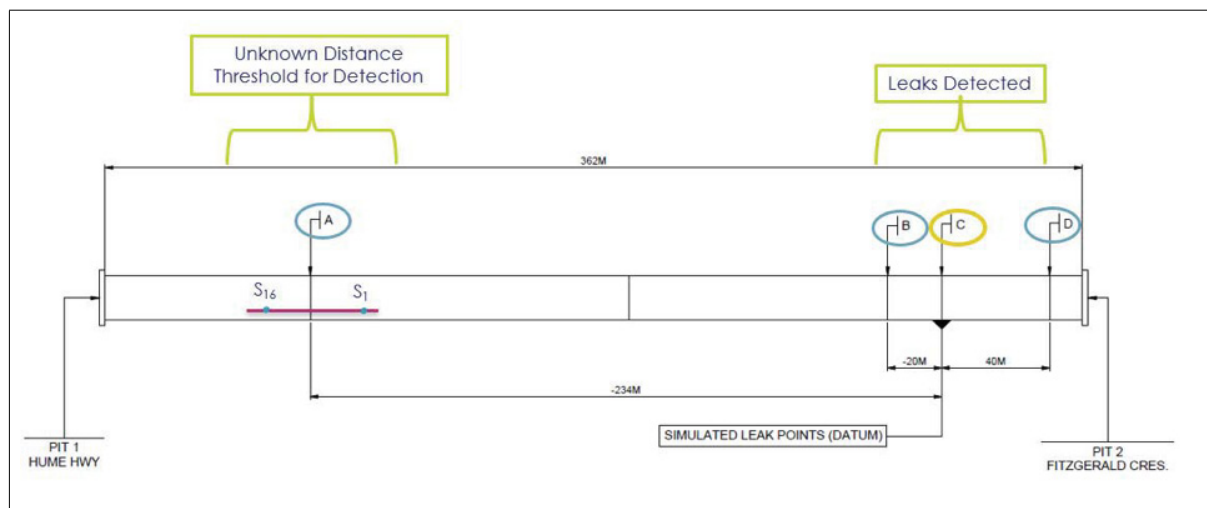 Unknown Distance
Threshold for Detection
Leaks Detected
362M
A
B
C
D
S16
S1
-20M
40M
-234M
SIMULATED LEAK POINTS (DATUM)
PIT 1
HUME HWY
PIT 2
FITZGERALD CRES.